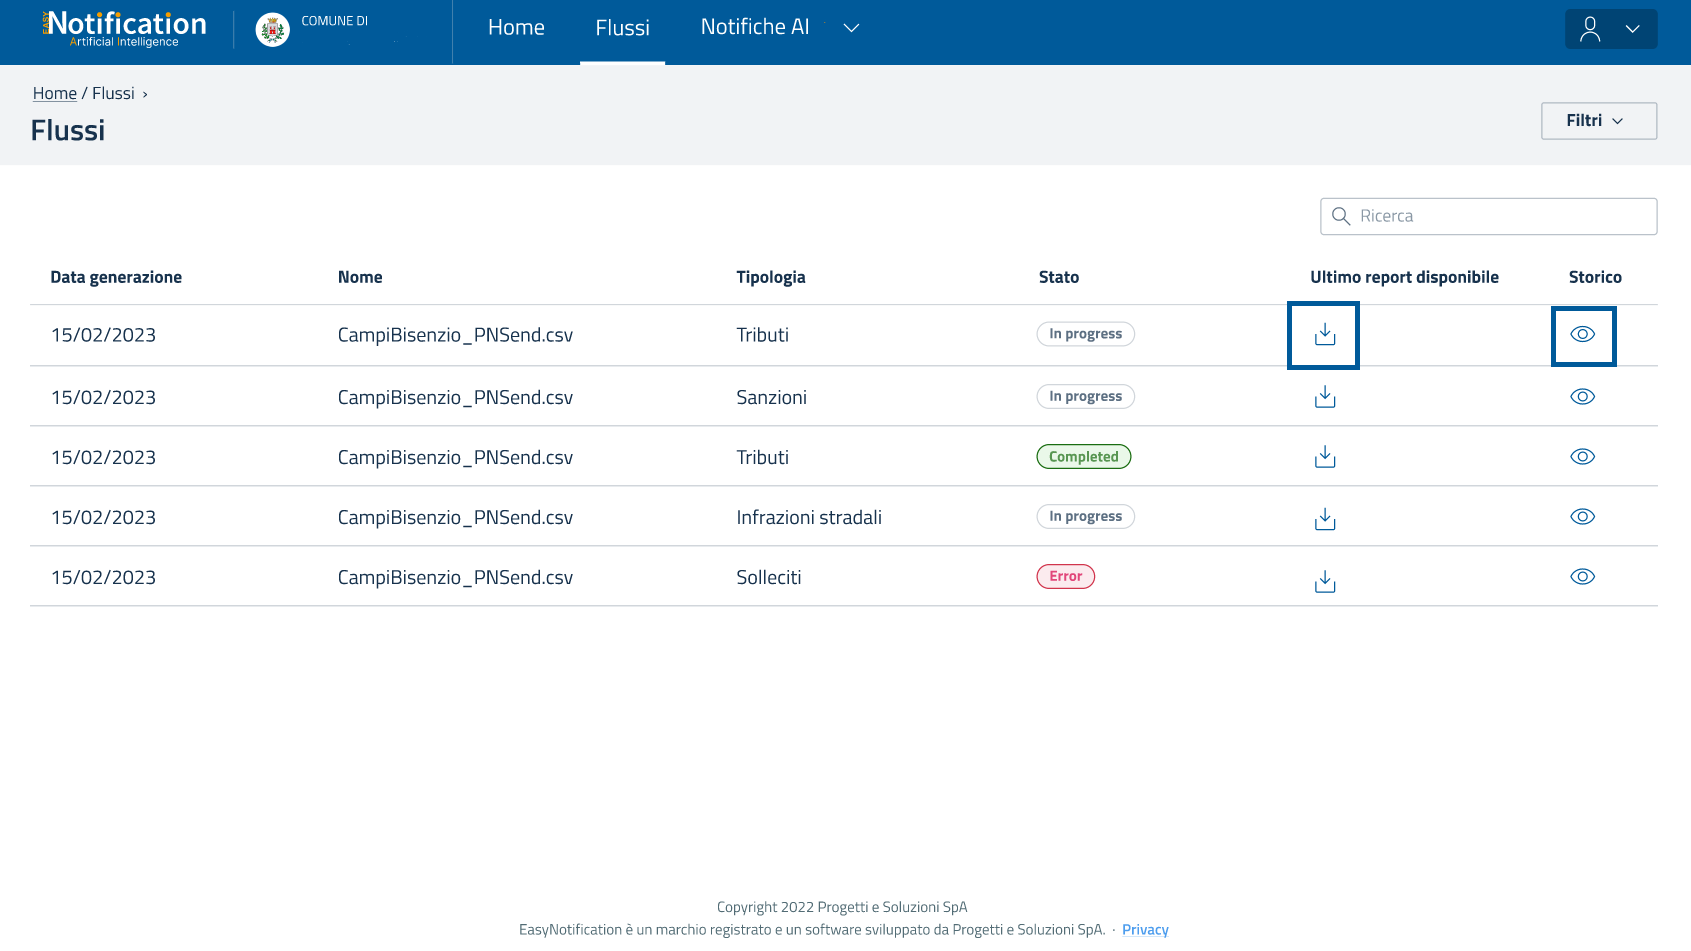 EASY Notification
Artificial Intelligence
COMUNE DI
Home
Flussi
Notifiche AI
Home / Flussi ›
Flussi
Filtri
Ricerca
Data generazione Nome Tipologia Stato Ultimo report disponibile Storico
15/02/2023 CampiBisenzio_PNSend.csv Tributi In progress
15/02/2023 CampiBisenzio_PNSend.csv Sanzioni In progress
15/02/2023 CampiBisenzio_PNSend.csv Tributi Completed
15/02/2023 CampiBisenzio_PNSend.csv Infrazioni stradali In progress
15/02/2023 CampiBisenzio_PNSend.csv Solleciti Error
Copyright 2022 Progetti e Soluzioni SpA
EasyNotification è un marchio registrato e un software sviluppato da Progetti e Soluzioni SpA. · Privacy